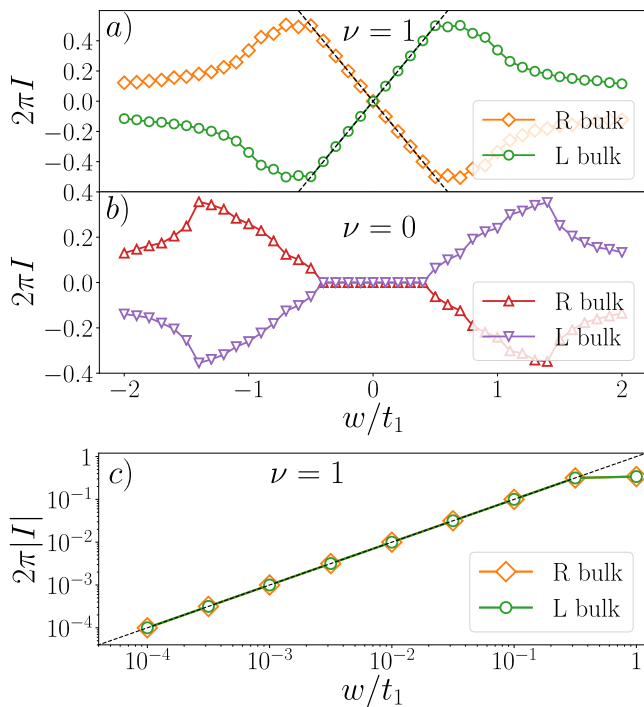 a)
ν = 1
2πI
0.4
0.2
0.0
−0.2
−0.4
R bulk
L bulk
b)
ν = 0
2πI
0.4
0.2
0.0
−0.2
−0.4
R bulk
L bulk
−2
−1
0
1
2
w/t₁
c)
ν = 1
2π|I|
1
10⁻¹
10⁻²
10⁻³
10⁻⁴
R bulk
L bulk
10⁻⁴
10⁻³
10⁻²
10⁻¹
1
w/t₁